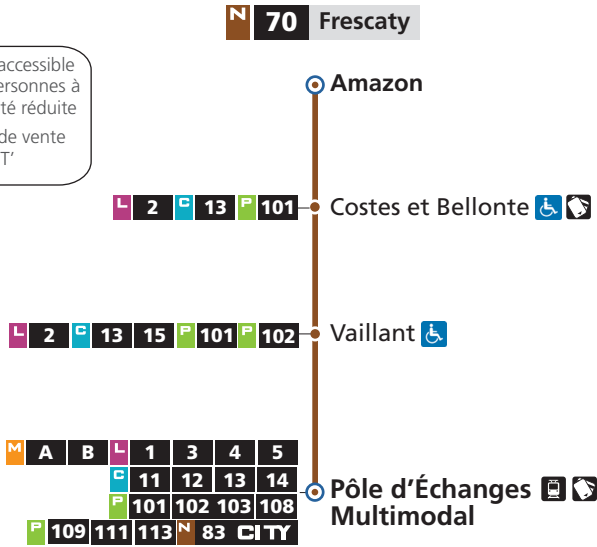 N 70 Frescaty
accessible
ersonnes à
té réduite
de vente
T’
Amazon
L 2 C 13 P 101 Costes et Bellonte
L 2 C 13 15 P 101 P 102 Vaillant
M A B L 1 3 4 5
C 11 12 13 14
P 101 102 103 108
P 109 111 113 N 83 CITY
Pôle d’Échanges
Multimodal